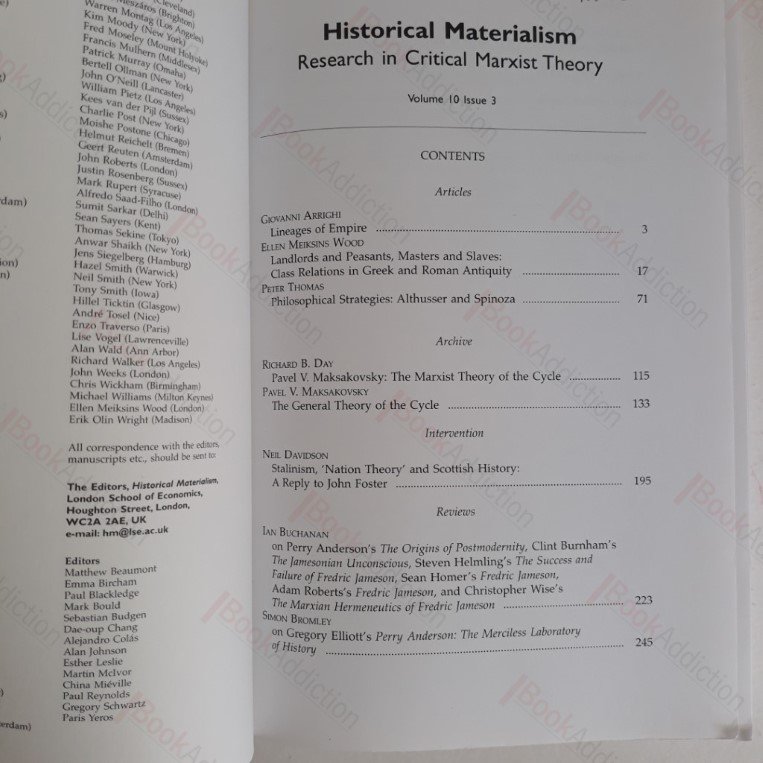 (Cleveland)
Mészáros (Brighton)
Warren Montag (Los Angeles)
Kim Moody (New York)
Fred Moseley (Mount Holyoke)
Francis Mulhern (Middlesex)
Patrick Murray (Omaha)
Bertell Ollman (New York)
John O'Neill (Lancaster)
William Pietz (Los Angeles)
Kees van der Pijl (Sussex)
Charlie Post (New York)
Moishe Postone (Chicago)
Helmut Reichelt (Bremen)
Geert Reuten (Amsterdam)
John Roberts (London)
Justin Rosenberg (Sussex)
Mark Rupert (Syracuse)
Alfredo Saad-Filho (London)
Sumit Sarkar (Delhi)
Sean Sayers (Kent)
Thomas Sekine (Tokyo)
Anwar Shaikh (New York)
Jens Siegelberg (Hamburg)
Hazel Smith (Warwick)
Neil Smith (New York)
Tony Smith (Iowa)
Hillel Ticktin (Glasgow)
André Tosel (Nice)
Enzo Traverso (Paris)
Lise Vogel (Lawrenceville)
Alan Wald (Ann Arbor)
Richard Walker (Los Angeles)
John Weeks (London)
Chris Wickham (Birmingham)
Michael Williams (Milton Keynes)
Ellen Meiksins Wood (London)
Erik Olin Wright (Madison)
All correspondence with the editors,
manuscripts etc., should be sent to:
The Editors, Historical Materialism,
London School of Economics,
Houghton Street, London,
WC2A 2AE, UK
e-mail: hm@lse.ac.uk
Editors
Matthew Beaumont
Emma Bircham
Paul Blackledge
Mark Bould
Sebastian Budgen
Dae-oup Chang
Alejandro Colás
Alan Johnson
Esther Leslie
Martin McIvor
China Miéville
Paul Reynolds
Gregory Schwartz
Paris Yeros
Historical Materialism
Research in Critical Marxist Theory
Volume 10 Issue 3
CONTENTS
Articles
GIOVANNI ARRIGHI
Lineages of Empire 3
ELLEN MEIKSINS WOOD
Landlords and Peasants, Masters and Slaves:
Class Relations in Greek and Roman Antiquity 17
PETER THOMAS
Philosophical Strategies: Althusser and Spinoza 71
Archive
RICHARD B. DAY
Pavel V. Maksakovsky: The Marxist Theory of the Cycle 115
PAVEL V. MAKSAKOVSKY
The General Theory of the Cycle 133
Intervention
NEIL DAVIDSON
Stalinism, 'Nation Theory' and Scottish History:
A Reply to John Foster 195
Reviews
IAN BUCHANAN
on Perry Anderson's The Origins of Postmodernity, Clint Burnham's
The Jamesonian Unconscious, Steven Helmling's The Success and
Failure of Fredric Jameson, Sean Homer's Fredric Jameson,
Adam Roberts's Fredric Jameson, and Christopher Wise's
The Marxian Hermeneutics of Fredric Jameson 223
SIMON BROMLEY
on Gregory Elliott's Perry Anderson: The Merciless Laboratory
of History 245
BookAddiction